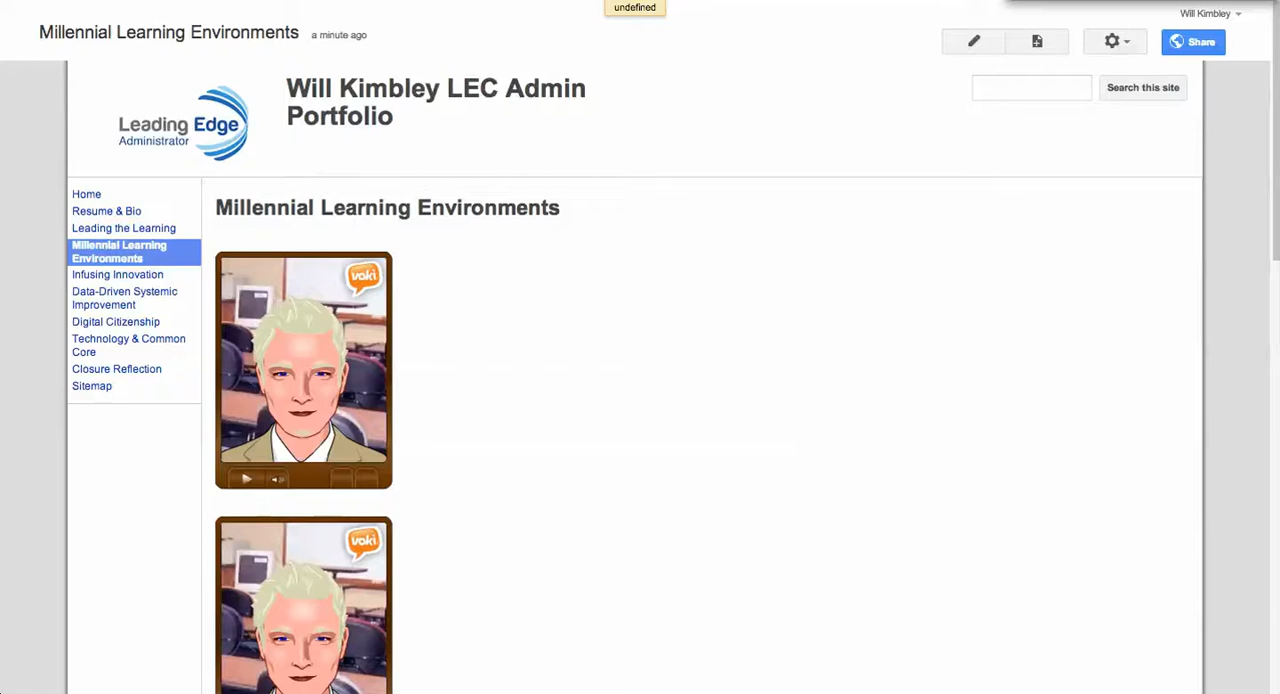 undefined
Will Kimbley
Millennial Learning Environments a minute ago
Share
Will Kimbley LEC Admin
Portfolio
Leading Edge
Administrator
Search this site
Home
Resume & Bio
Leading the Learning
Millennial Learning
Environments
Infusing Innovation
Data-Driven Systemic
Improvement
Digital Citizenship
Technology & Common
Core
Closure Reflection
Sitemap
Millennial Learning Environments
voki
voki